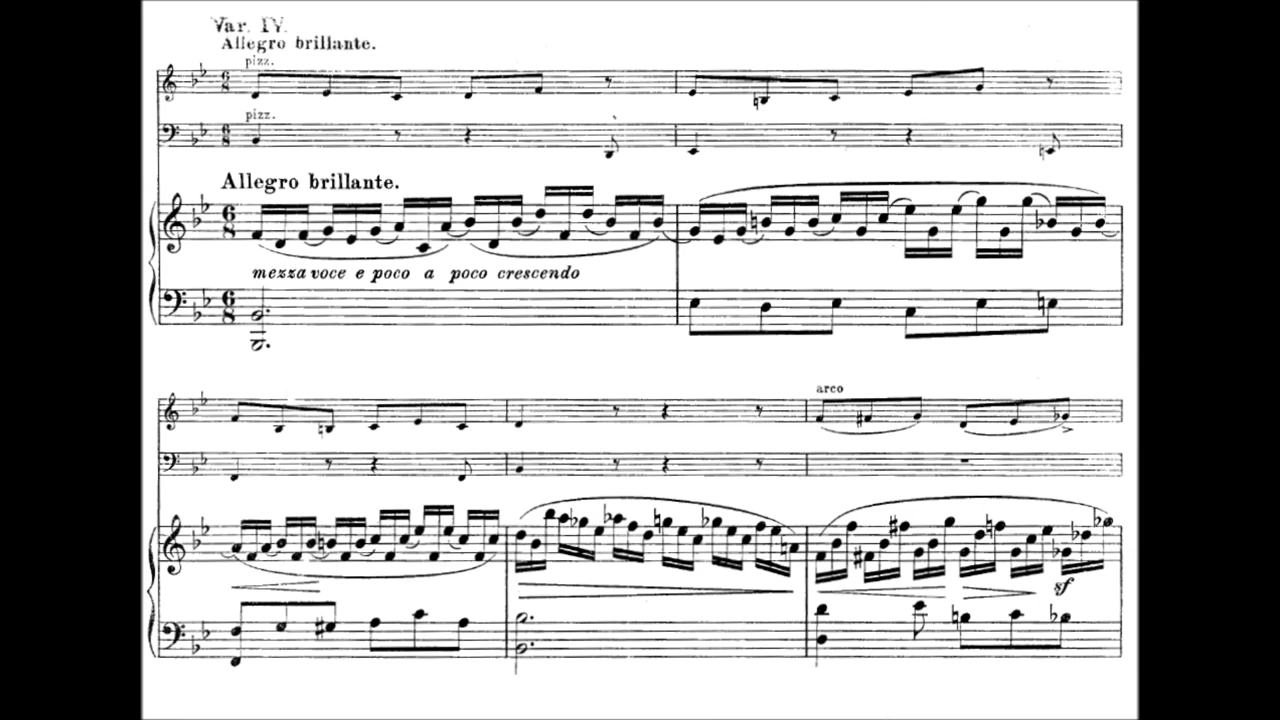 Var. IV.
Allegro brillante.
pizz.
pizz.
Allegro brillante.
mezza voce e poco a poco crescendo
arco
sf